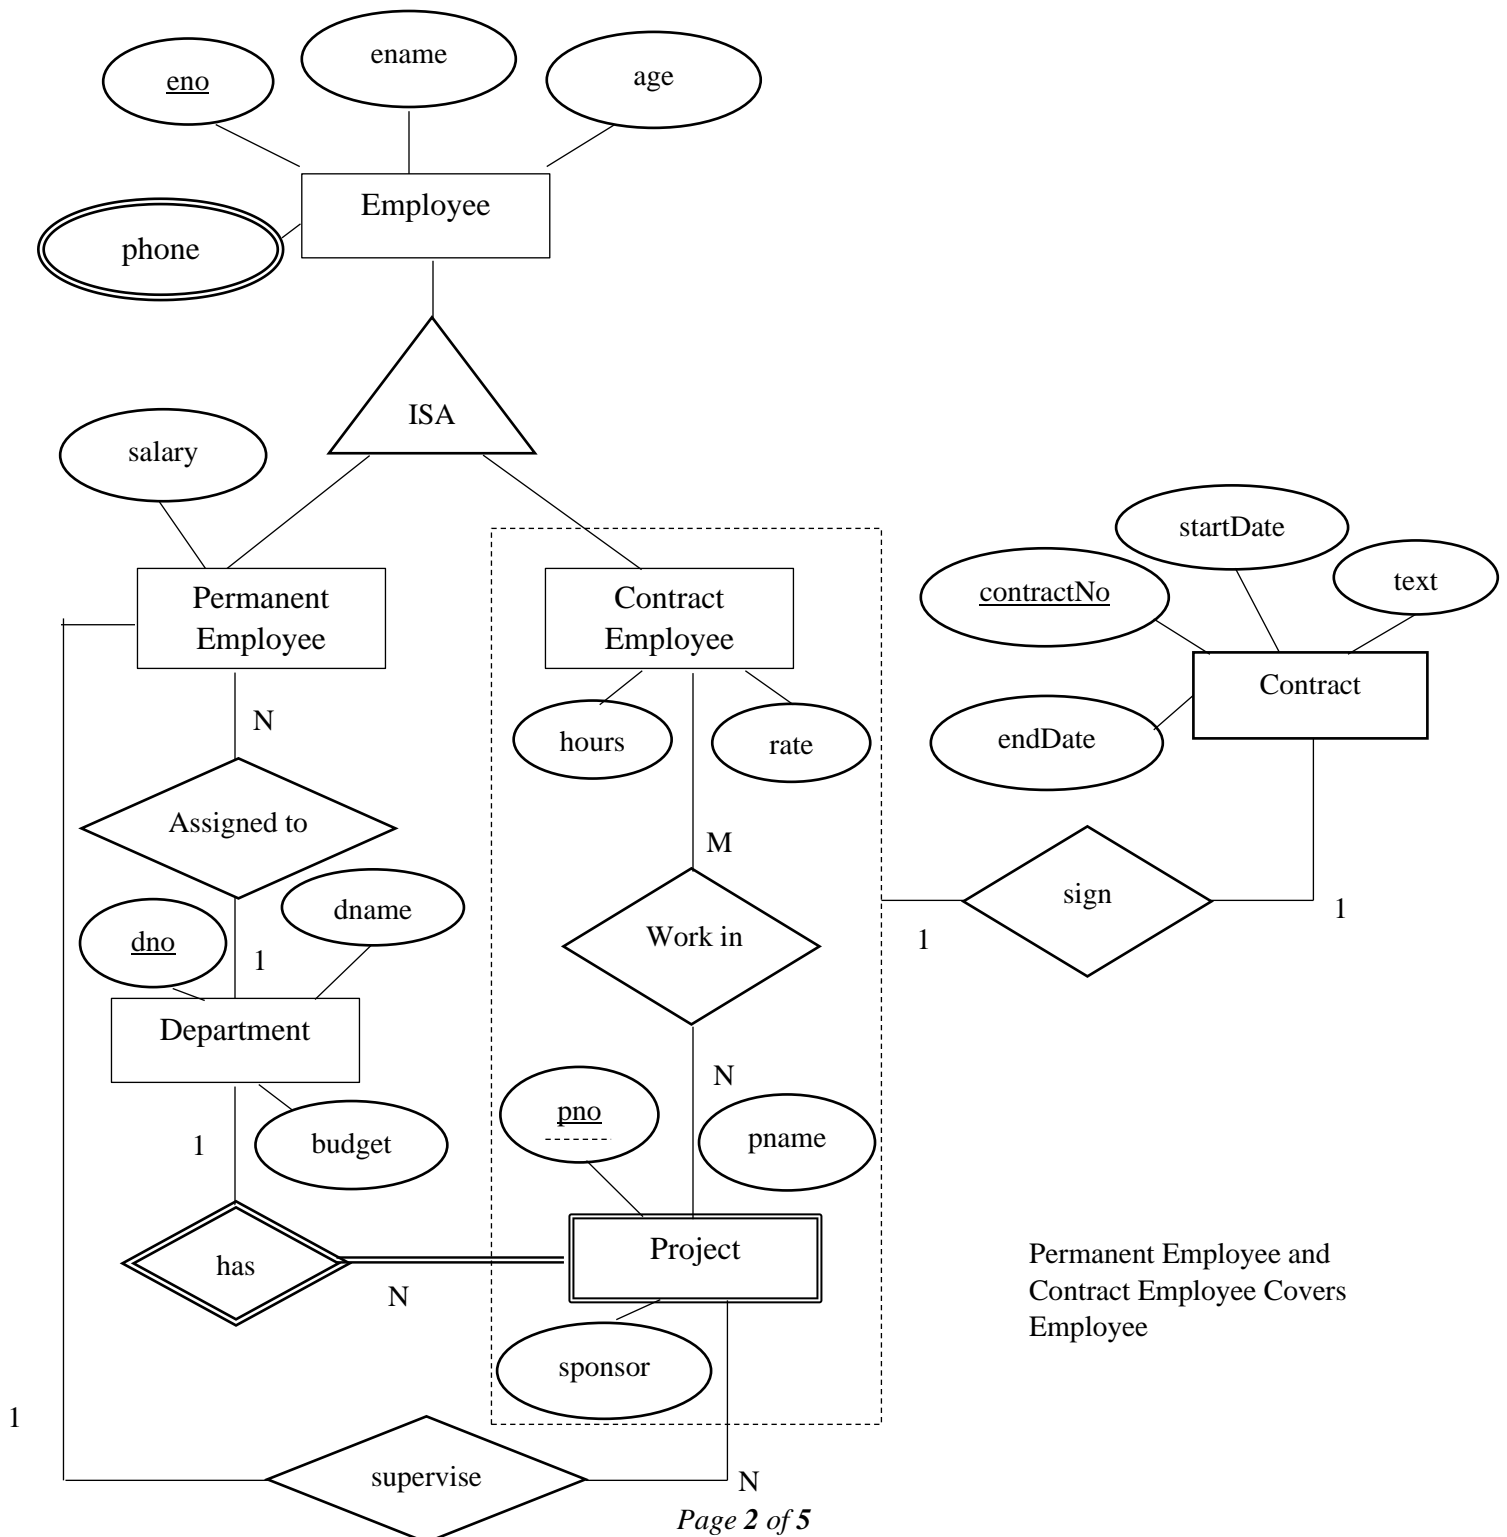 ename
eno
age
Employee
phone
ISA
salary
startDate
contractNo
text
Permanent
Employee
Contract
Employee
Contract
N
hours
rate
endDate
Assigned to
M
sign
dname
1
dno
1
Work in
1
Department
N
pno
pname
1
budget
Project
has
N
Permanent Employee and
Contract Employee Covers
Employee
sponsor
1
supervise
N
Page 2 of 5